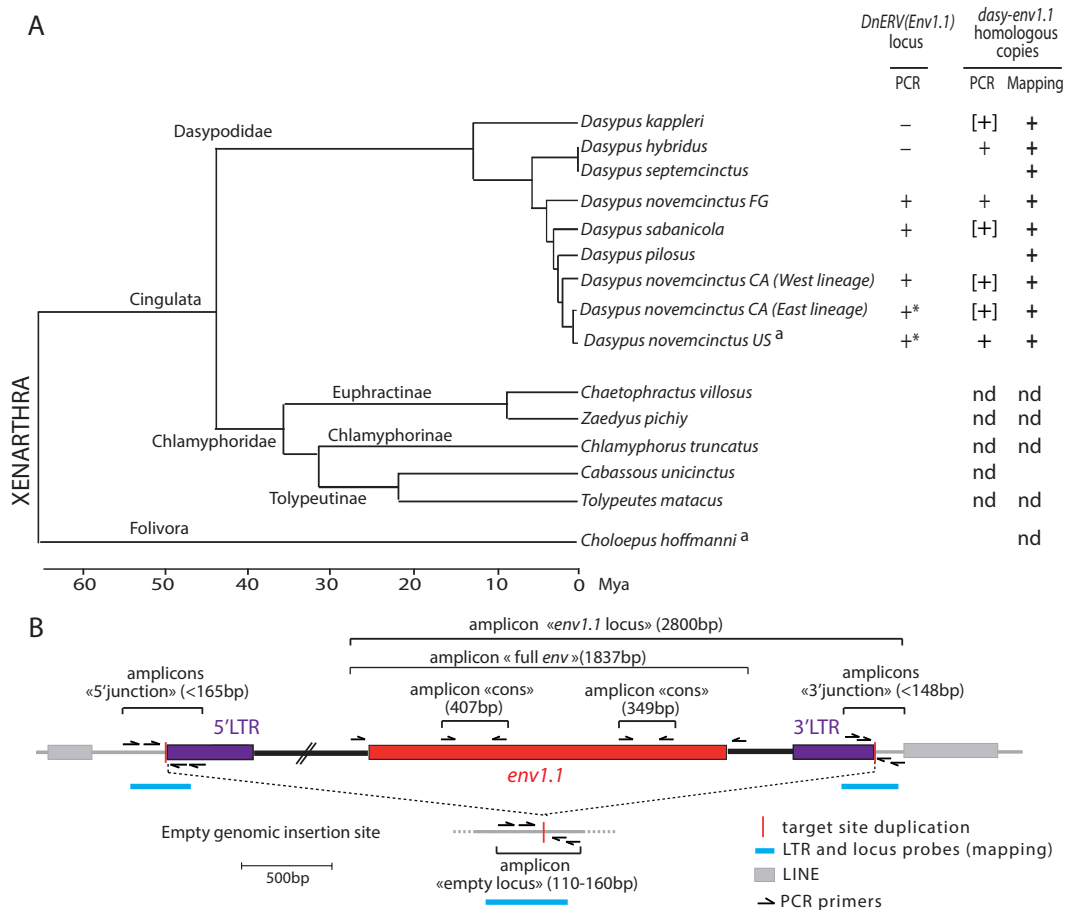 A
DnERV(Env1.1)
locus
dasy-env1.1
homologous
copies
PCR
PCR Mapping
XENARTHRA
Cingulata
Dasypodidae
Dasypus kappleri – [+] +
Dasypus hybridus – + +
Dasypus septemcinctus +
Dasypus novemcinctus FG + + +
Dasypus sabanicola + [+] +
Dasypus pilosus +
Dasypus novemcinctus CA (West lineage) + [+] +
Dasypus novemcinctus CA (East lineage) +* [+] +
Dasypus novemcinctus US a +* + +
Chlamyphoridae
Euphractinae
Chaetophractus villosus nd nd
Zaedyus pichiy nd nd
Chlamyphorinae
Chlamyphorus truncatus nd nd
Tolypeutinae
Cabassous unicinctus nd
Tolypeutes matacus nd nd
Folivora
Choloepus hoffmanni a nd
60 50 40 30 20 10 0 Mya
B
amplicon «env1.1 locus» (2800bp)
amplicon « full env »(1837bp)
amplicons
«5'junction» (<165bp)
amplicon «cons»
(407bp)
amplicon «cons»
(349bp)
amplicons
«3'junction» (<148bp)
5'LTR
3'LTR
env1.1
Empty genomic insertion site
500bp
amplicon
«empty locus» (110-160bp)
target site duplication
LTR and locus probes (mapping)
LINE
PCR primers